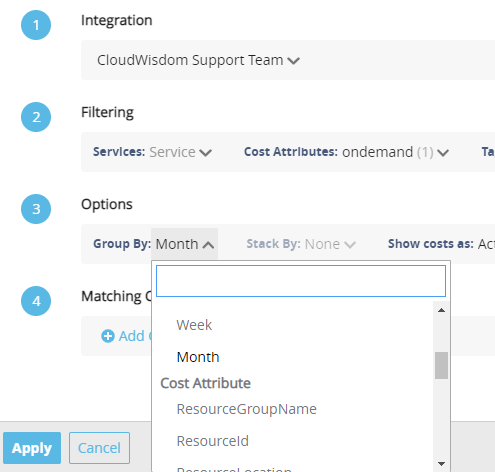 1 Integration
CloudWisdom Support Team
2 Filtering
Services: Service Cost Attributes: ondemand (1) Ta
3 Options
Group By: Month Stack By: None Show costs as: Act
4 Matching C
Add
Week
Month
Cost Attribute
ResourceGroupName
ResourceId
ResourceLocation
Apply Cancel